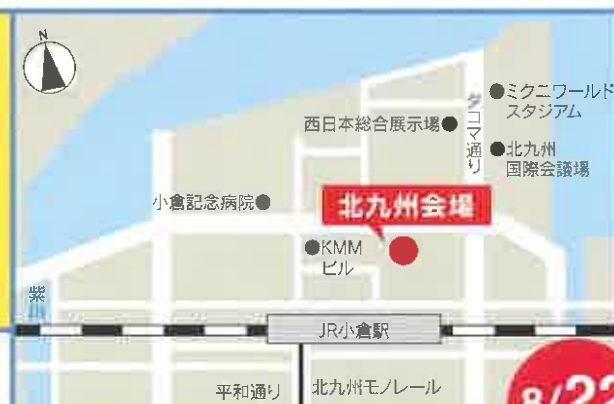 N
ミクニワールド
スタジアム
西日本総合展示場
タコマ通り
北九州
国際会議場
小倉記念病院
北九州会場
KMM
ビル
紫川
JR小倉駅
平和通り
北九州モノレール
8/22